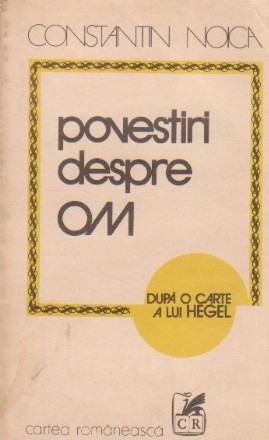 CONSTANTIN NOICA
povestiri
despre
OM
DUPĂ O CARTE
A LUI HEGEL
CR
cartea românească